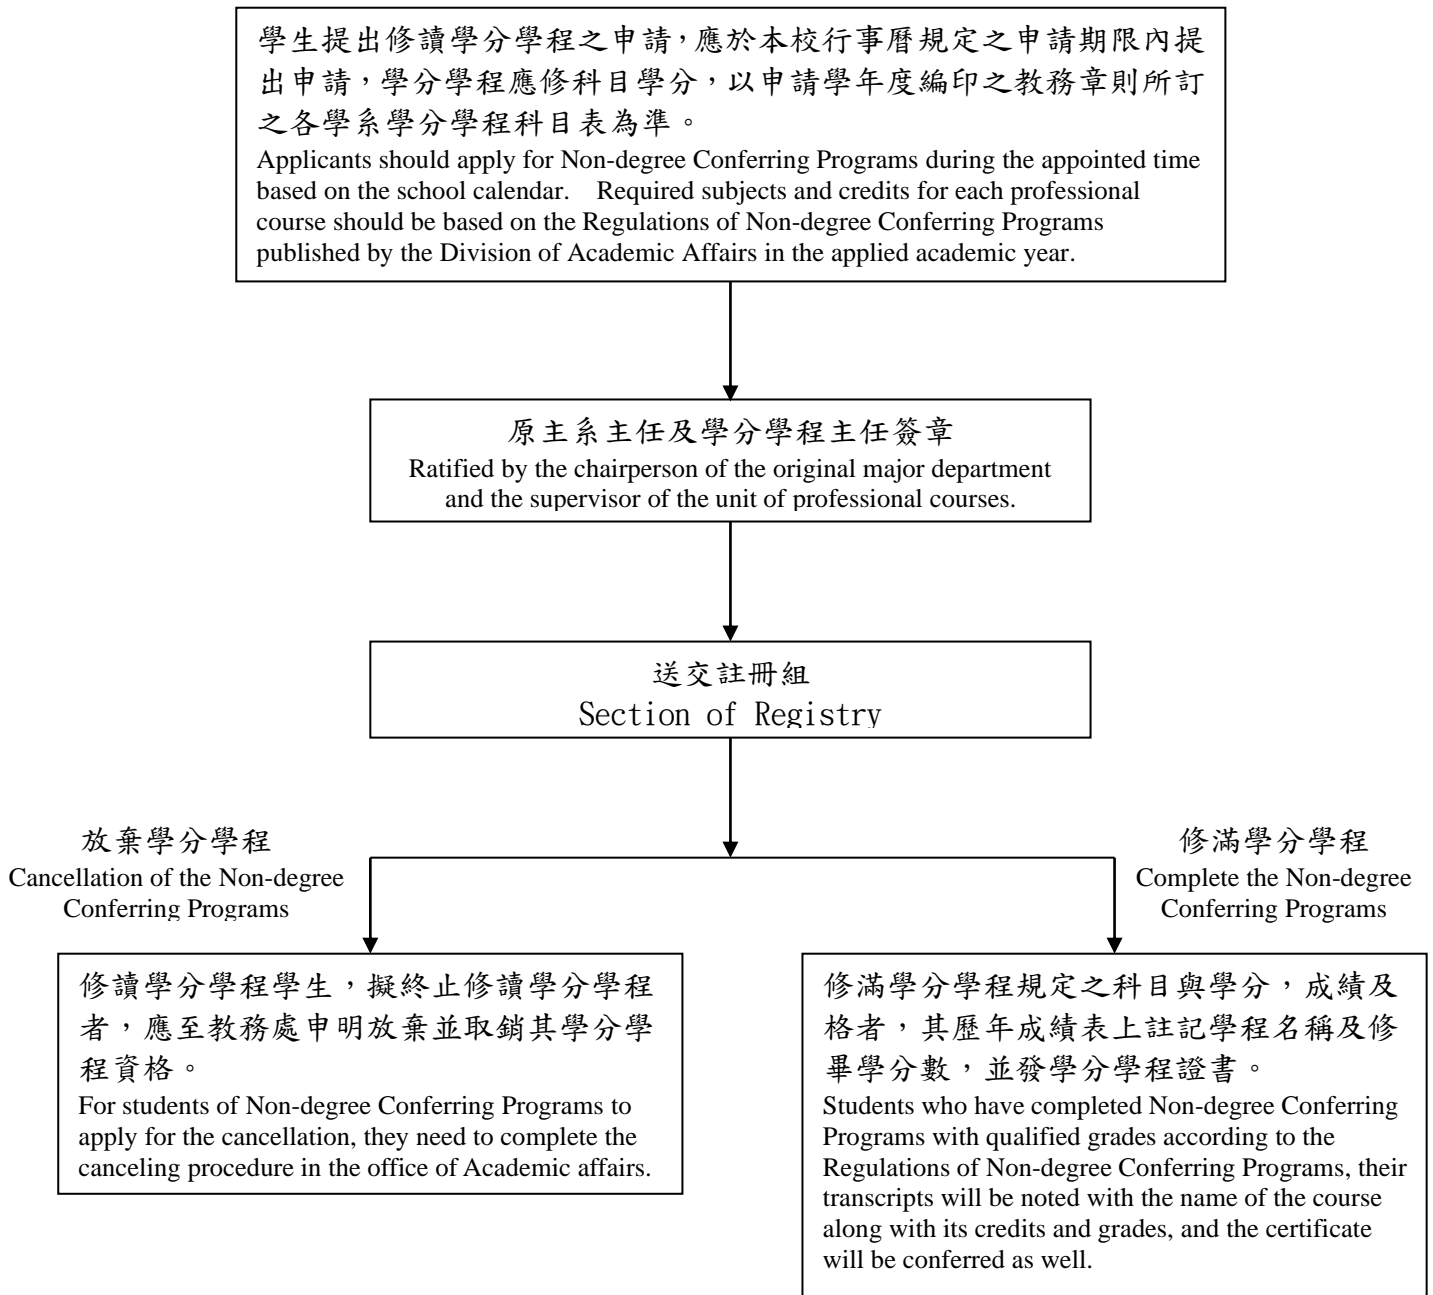 學生提出修讀學分學程之申請，應於本校行事曆規定之申請期限內提
出申請，學分學程應修科目學分，以申請學年度編印之教務章則所訂
之各學系學分學程科目表為準。
Applicants should apply for Non-degree Conferring Programs during the appointed time
based on the school calendar.    Required subjects and credits for each professional
course should be based on the Regulations of Non-degree Conferring Programs
published by the Division of Academic Affairs in the applied academic year.
原主系主任及學分學程主任簽章
Ratified by the chairperson of the original major department
and the supervisor of the unit of professional courses.
送交註冊組
Section of Registry
放棄學分學程
Cancellation of the Non-degree
Conferring Programs
修滿學分學程
Complete the Non-degree
Conferring Programs
修讀學分學程學生，擬終止修讀學分學程
者，應至教務處申明放棄並取銷其學分學
程資格。
For students of Non-degree Conferring Programs to
apply for the cancellation, they need to complete the
canceling procedure in the office of Academic affairs.
修滿學分學程規定之科目與學分，成績及
格者，其歷年成績表上註記學程名稱及修
畢學分數，並發學分學程證書。
Students who have completed Non-degree Conferring
Programs with qualified grades according to the
Regulations of Non-degree Conferring Programs, their
transcripts will be noted with the name of the course
along with its credits and grades, and the certificate
will be conferred as well.